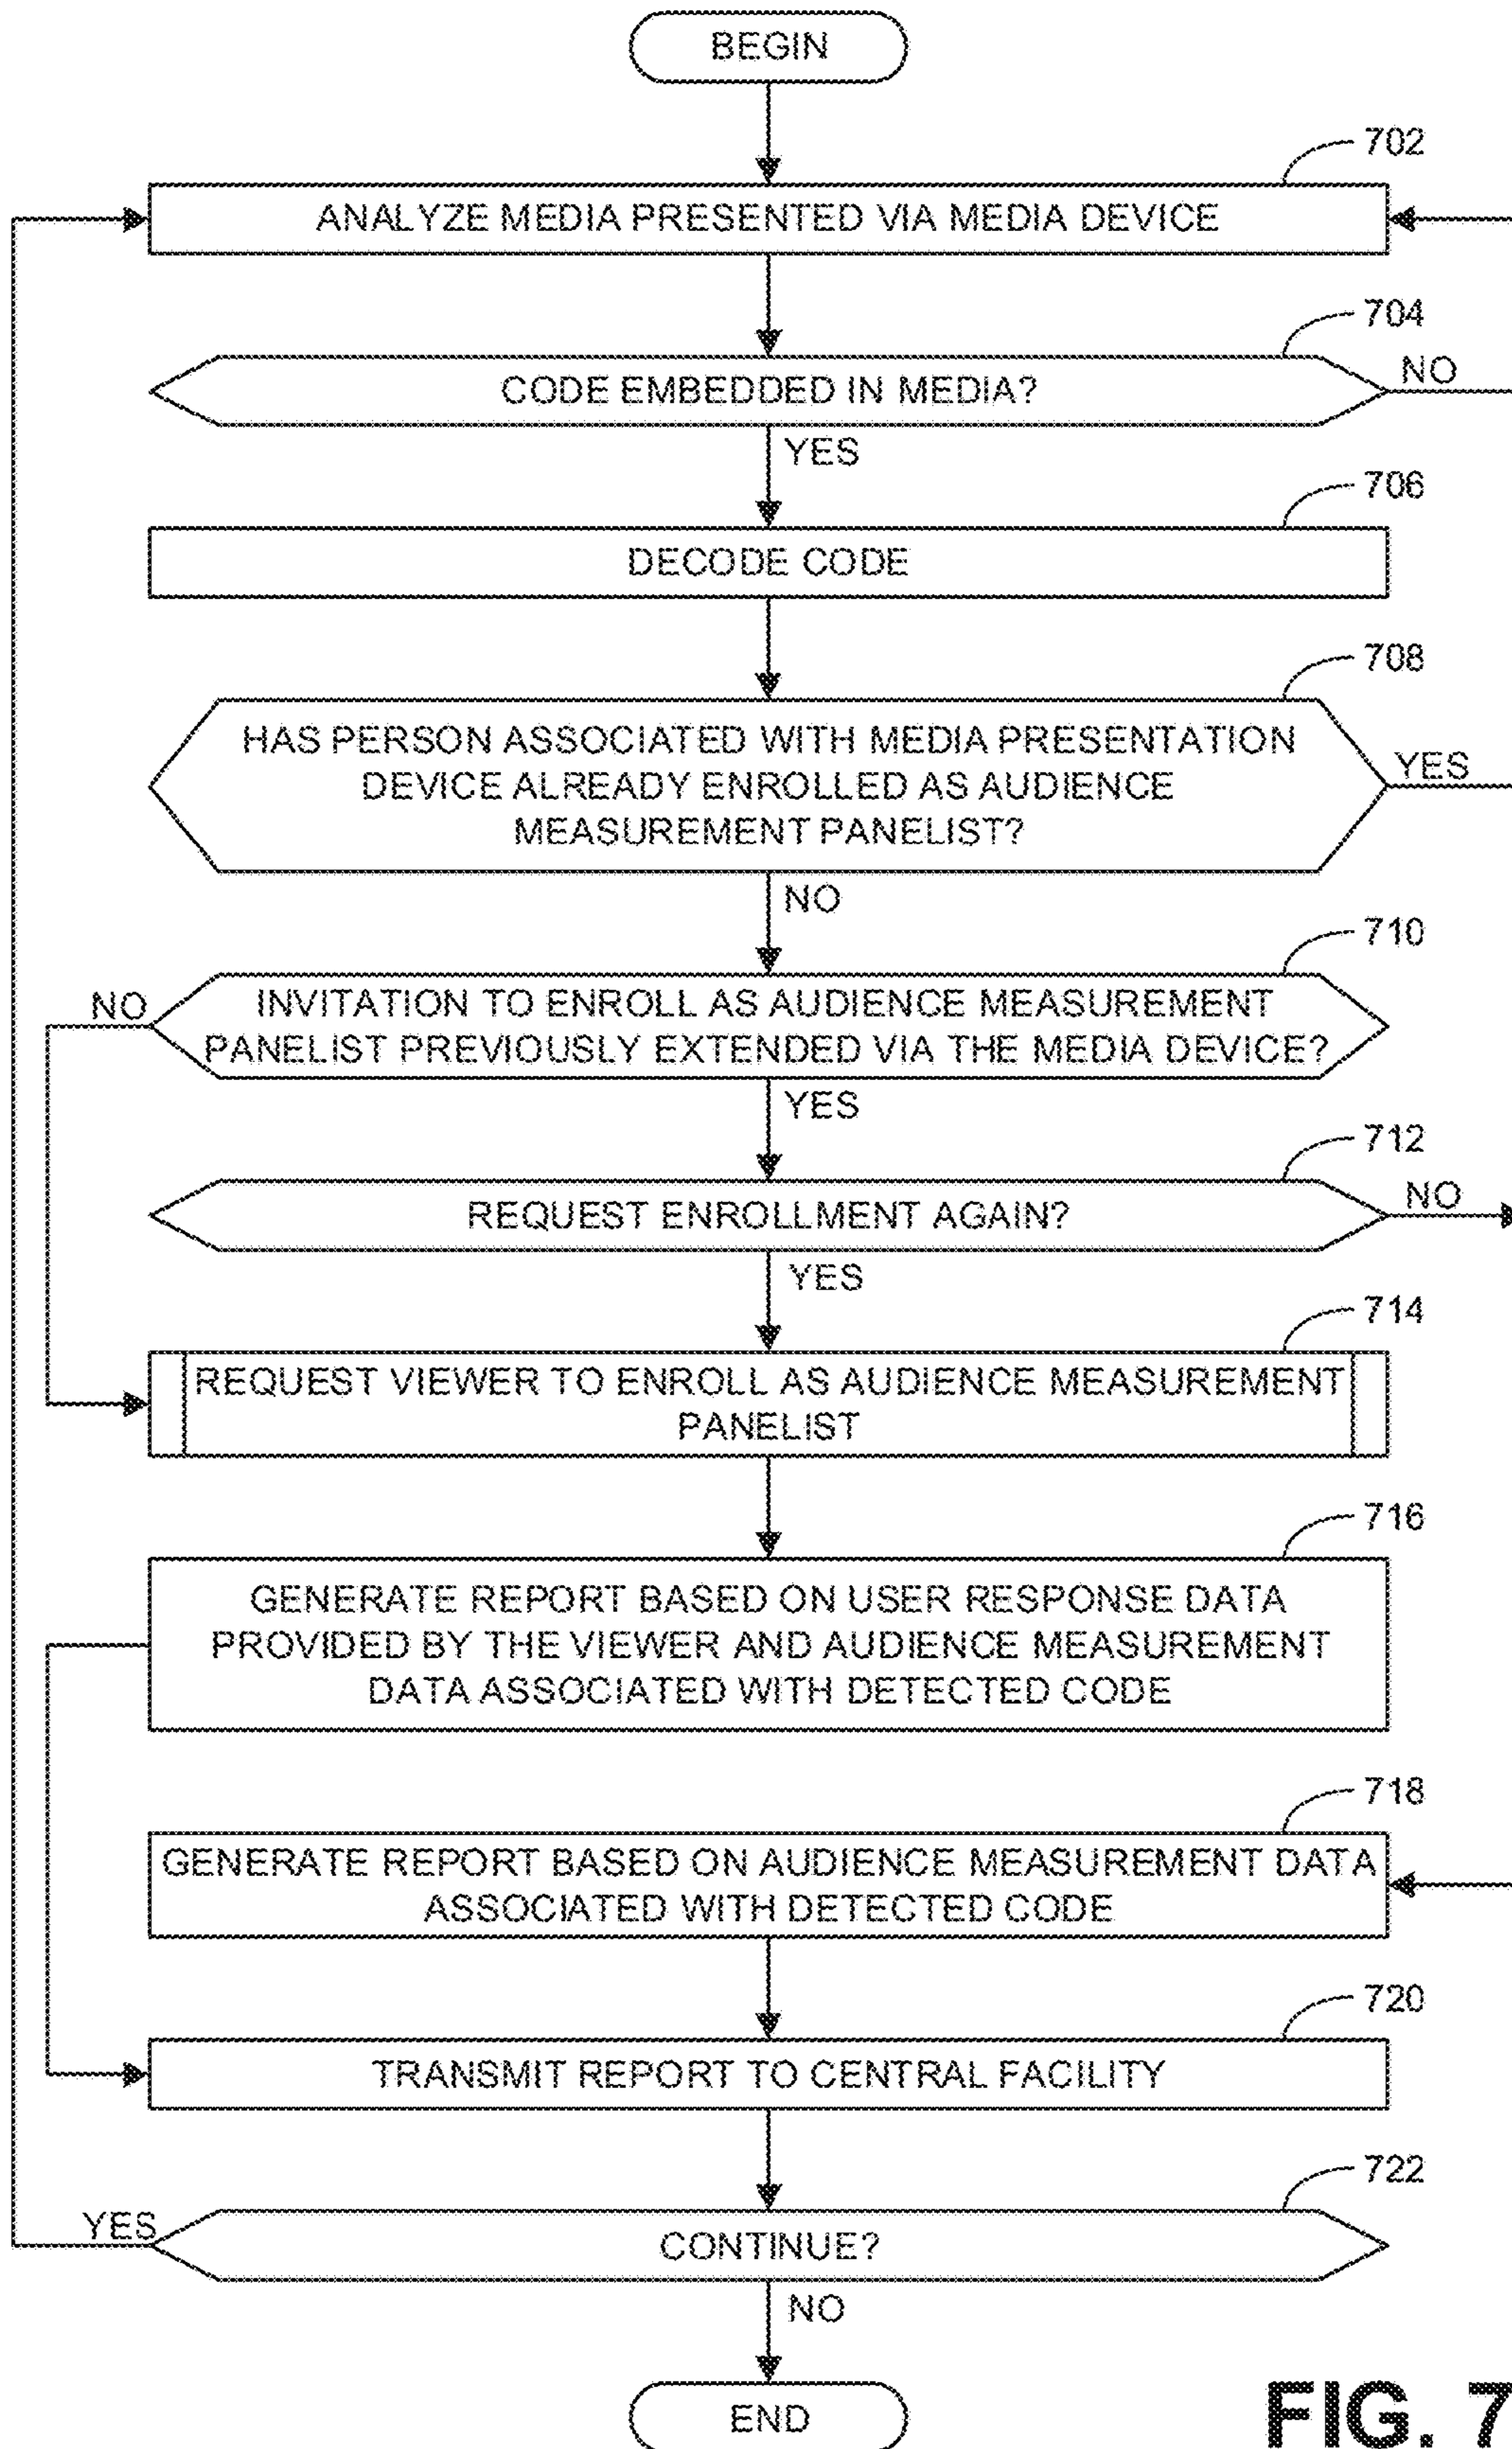 BEGIN
702
ANALYZE MEDIA PRESENTED VIA MEDIA DEVICE
704
CODE EMBEDDED IN MEDIA?
NO
YES
706
DECODE CODE
708
HAS PERSON ASSOCIATED WITH MEDIA PRESENTATION
DEVICE ALREADY ENROLLED AS AUDIENCE
MEASUREMENT PANELIST?
YES
NO
710
NO
INVITATION TO ENROLL AS AUDIENCE MEASUREMENT
PANELIST PREVIOUSLY EXTENDED VIA THE MEDIA DEVICE?
YES
712
REQUEST ENROLLMENT AGAIN?
NO
YES
714
REQUEST VIEWER TO ENROLL AS AUDIENCE MEASUREMENT
PANELIST
716
GENERATE REPORT BASED ON USER RESPONSE DATA
PROVIDED BY THE VIEWER AND AUDIENCE MEASUREMENT
DATA ASSOCIATED WITH DETECTED CODE
718
GENERATE REPORT BASED ON AUDIENCE MEASUREMENT DATA
ASSOCIATED WITH DETECTED CODE
720
TRANSMIT REPORT TO CENTRAL FACILITY
722
YES
CONTINUE?
NO
END
FIG. 7